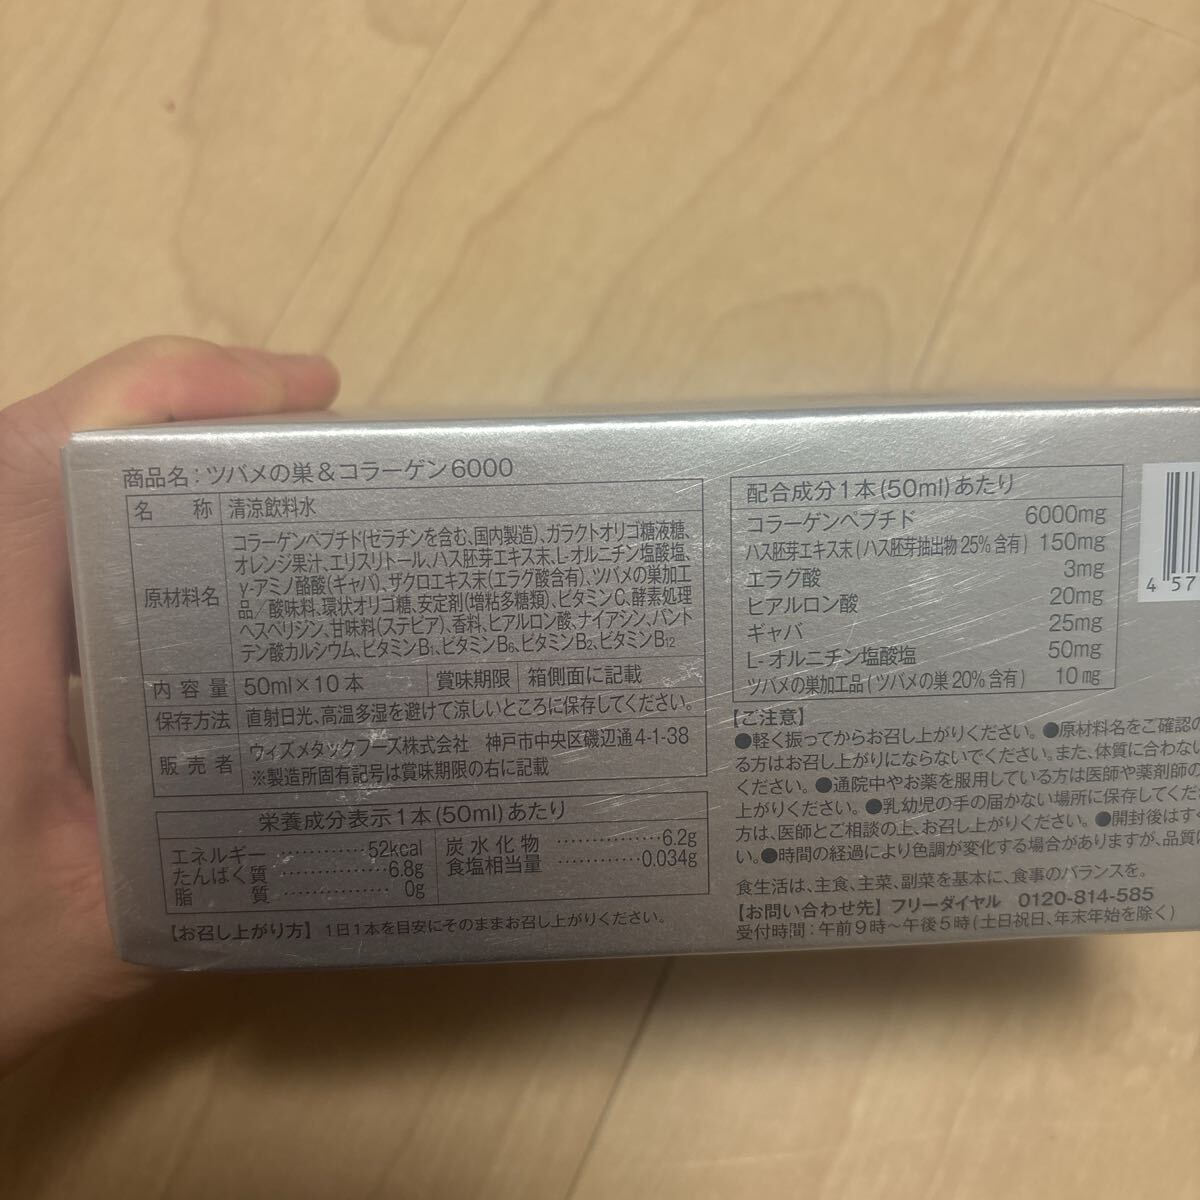 商品名：ツバメの巣＆コラーゲン6000
名　称 清涼飲料水
原材料名
コラーゲンペプチド(ゼラチンを含む、国内製造)、ガラクトオリゴ糖液糖、
オレンジ果汁、エリスリトール、ハス胚芽エキス末、L-オルニチン塩酸塩、
γ-アミノ酪酸(ギャバ)、ザクロエキス末(エラグ酸含有)、ツバメの巣加工
品／酸味料、環状オリゴ糖、安定剤(増粘多糖類)、ビタミンC、酵素処理
ヘスペリジン、甘味料(ステビア)、香料、ヒアルロン酸、ナイアシン、パント
テン酸カルシウム、ビタミンB1、ビタミンB6、ビタミンB2、ビタミンB12
内容量 50ml×10本 賞味期限 箱側面に記載
保存方法 直射日光、高温多湿を避けて涼しいところに保存してください。
販売者 ウィズメタックフーズ株式会社　神戸市中央区磯辺通4-1-38
※製造所固有記号は賞味期限の右に記載
栄養成分表示1本(50ml)あたり
エネルギー …………52kcal
たんぱく質 …………6.8g
脂　質 …………0g
炭水化物 …………6.2g
食塩相当量 …………0.034g
【お召し上がり方】 1日1本を目安にそのままお召し上がりください。
配合成分1本(50ml)あたり
コラーゲンペプチド 6000mg
ハス胚芽エキス末(ハス胚芽抽出物25%含有) 150mg
エラグ酸 3mg
ヒアルロン酸 20mg
ギャバ 25mg
L-オルニチン塩酸塩 50mg
ツバメの巣加工品(ツバメの巣20%含有) 10mg
【ご注意】
●軽く振ってからお召し上がりください。●原材料名をご確認の
る方はお召し上がりにならないでください。また、体質に合わない
ください。●通院中やお薬を服用している方は医師や薬剤師の
上がりください。●乳幼児の手の届かない場所に保存してくだ
方は、医師とご相談の上、お召し上がりください。●開封後はす
い。●時間の経過により色調が変化する場合がありますが、品質
食生活は、主食、主菜、副菜を基本に、食事のバランスを。
【お問い合わせ先】フリーダイヤル　0120-814-585
受付時間：午前9時～午後5時(土日祝日、年末年始を除く)
4 57